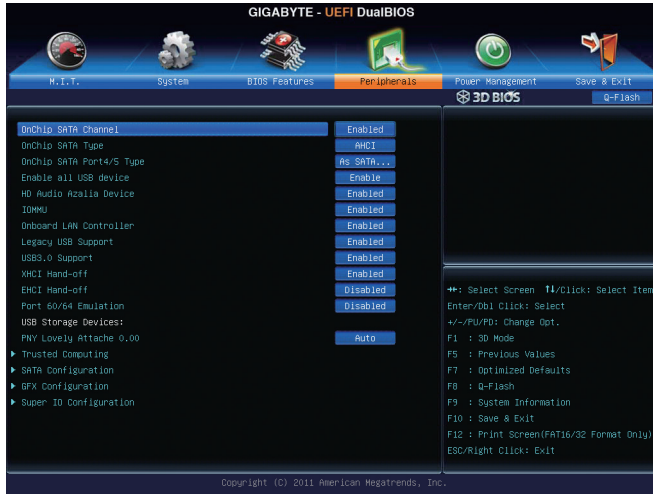 GIGABYTE - UEFI DualBIOS
M.I.T. System BIOS Features Peripherals Power Management Save & Exit
3D BIOS Q-Flash
OnChip SATA Channel Enabled
OnChip SATA Type AHCI
OnChip SATA Port4/5 Type As SATA...
Enable all USB device Enable
HD Audio Azalia Device Enabled
IOMMU Enabled
Onboard LAN Controller Enabled
Legacy USB Support Enabled
USB3.0 Support Enabled
XHCI Hand-off Enabled
EHCI Hand-off Disabled
Port 60/64 Emulation Disabled
USB Storage Devices:
PNY Lovely Attache 0.00 Auto
Trusted Computing
SATA Configuration
GFX Configuration
Super IO Configuration
→←: Select Screen ↑↓/Click: Select Item
Enter/Dbl Click: Select
+/-/PU/PD: Change Opt.
F1 : 3D Mode
F5 : Previous Values
F7 : Optimized Defaults
F8 : Q-Flash
F9 : System Information
F10 : Save & Exit
F12 : Print Screen(FAT16/32 Format Only)
ESC/Right Click: Exit
Copyright (C) 2011 American Megatrends, Inc.